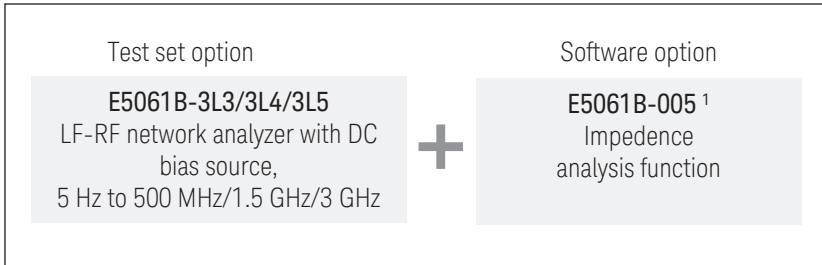 Test set option
E5061B-3L3/3L4/3L5
LF-RF network analyzer with DC
bias source,
5 Hz to 500 MHz/1.5 GHz/3 GHz
+
Software option
E5061B-005 ¹
Impedence
analysis function